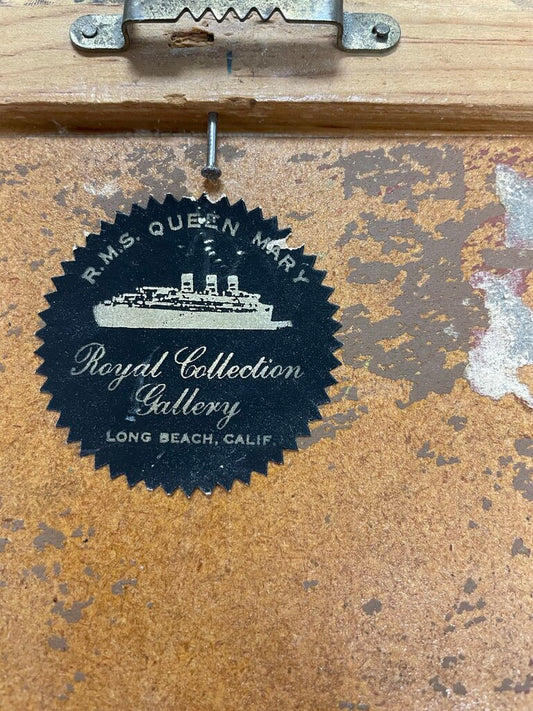 R.M.S. QUEEN MARY
Royal Collection
Gallery
LONG BEACH, CALIF.